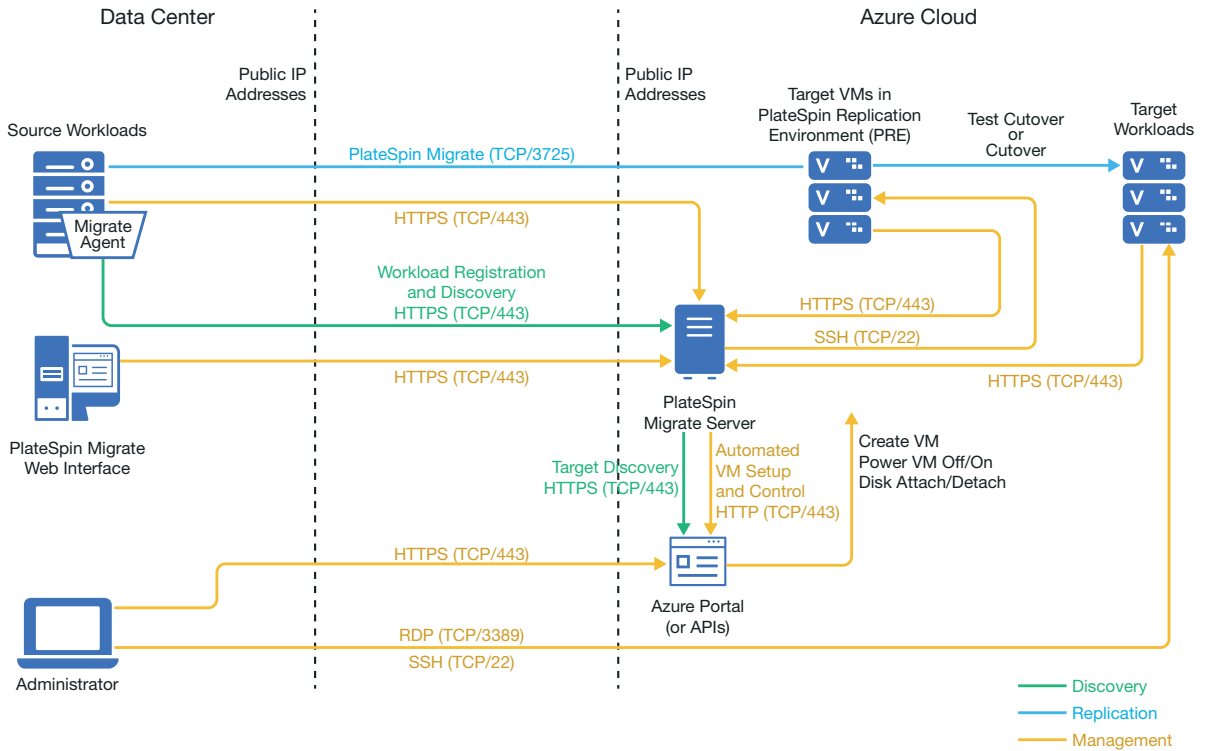 Data Center
Azure Cloud
Public IP
Addresses
Public IP
Addresses
Source Workloads
Target VMs in
PlateSpin Replication
Environment (PRE)
Test Cutover
or
Cutover
Target
Workloads
PlateSpin Migrate (TCP/3725)
V
V
V
V
V
V
HTTPS (TCP/443)
Migrate
Agent
Workload Registration
and Discovery
HTTPS (TCP/443)
HTTPS (TCP/443)
SSH (TCP/22)
HTTPS (TCP/443)
HTTPS (TCP/443)
PlateSpin
Migrate Server
PlateSpin Migrate
Web Interface
Target Discovery
HTTPS (TCP/443)
Automated
VM Setup
and Control
HTTP (TCP/443)
Create VM
Power VM Off/On
Disk Attach/Detach
HTTPS (TCP/443)
Azure Portal
(or APIs)
RDP (TCP/3389)
SSH (TCP/22)
Administrator
Discovery
Replication
Management